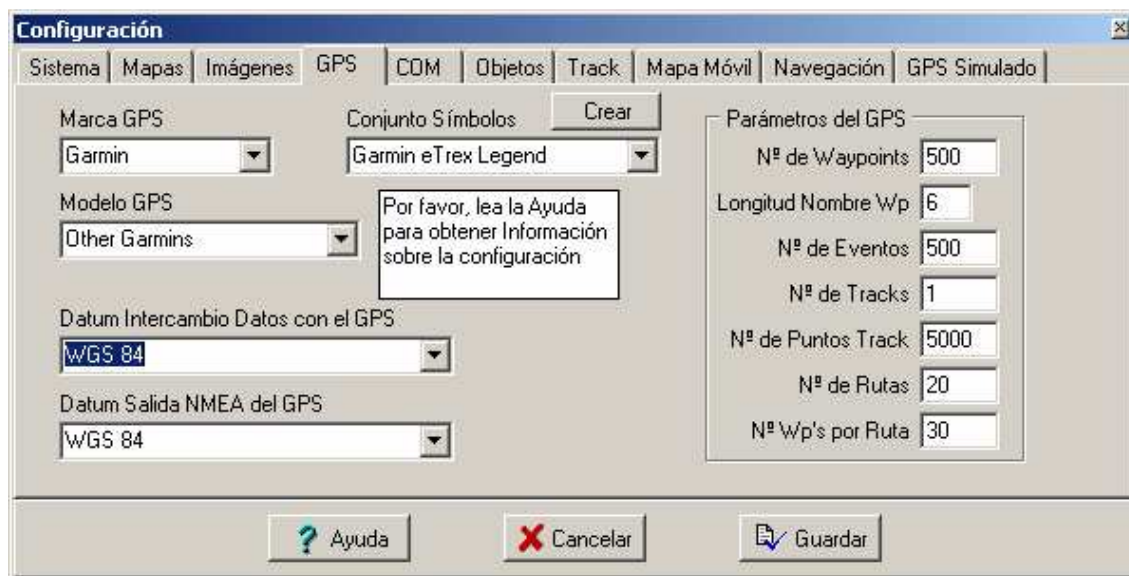 Configuración
Sistema Mapas Imágenes GPS COM Objetos Track Mapa Móvil Navegación GPS Simulado
Marca GPS
Garmin
Conjunto Símbolos
Crear
Garmin eTrex Legend
Modelo GPS
Other Garmins
Por favor, lea la Ayuda
para obtener Información
sobre la configuración
Datum Intercambio Datos con el GPS
WGS 84
Datum Salida NMEA del GPS
WGS 84
Parámetros del GPS
Nº de Waypoints 500
Longitud Nombre Wp 6
Nº de Eventos 500
Nº de Tracks 1
Nº de Puntos Track 5000
Nº de Rutas 20
Nº Wp's por Ruta 30
Ayuda
Cancelar
Guardar